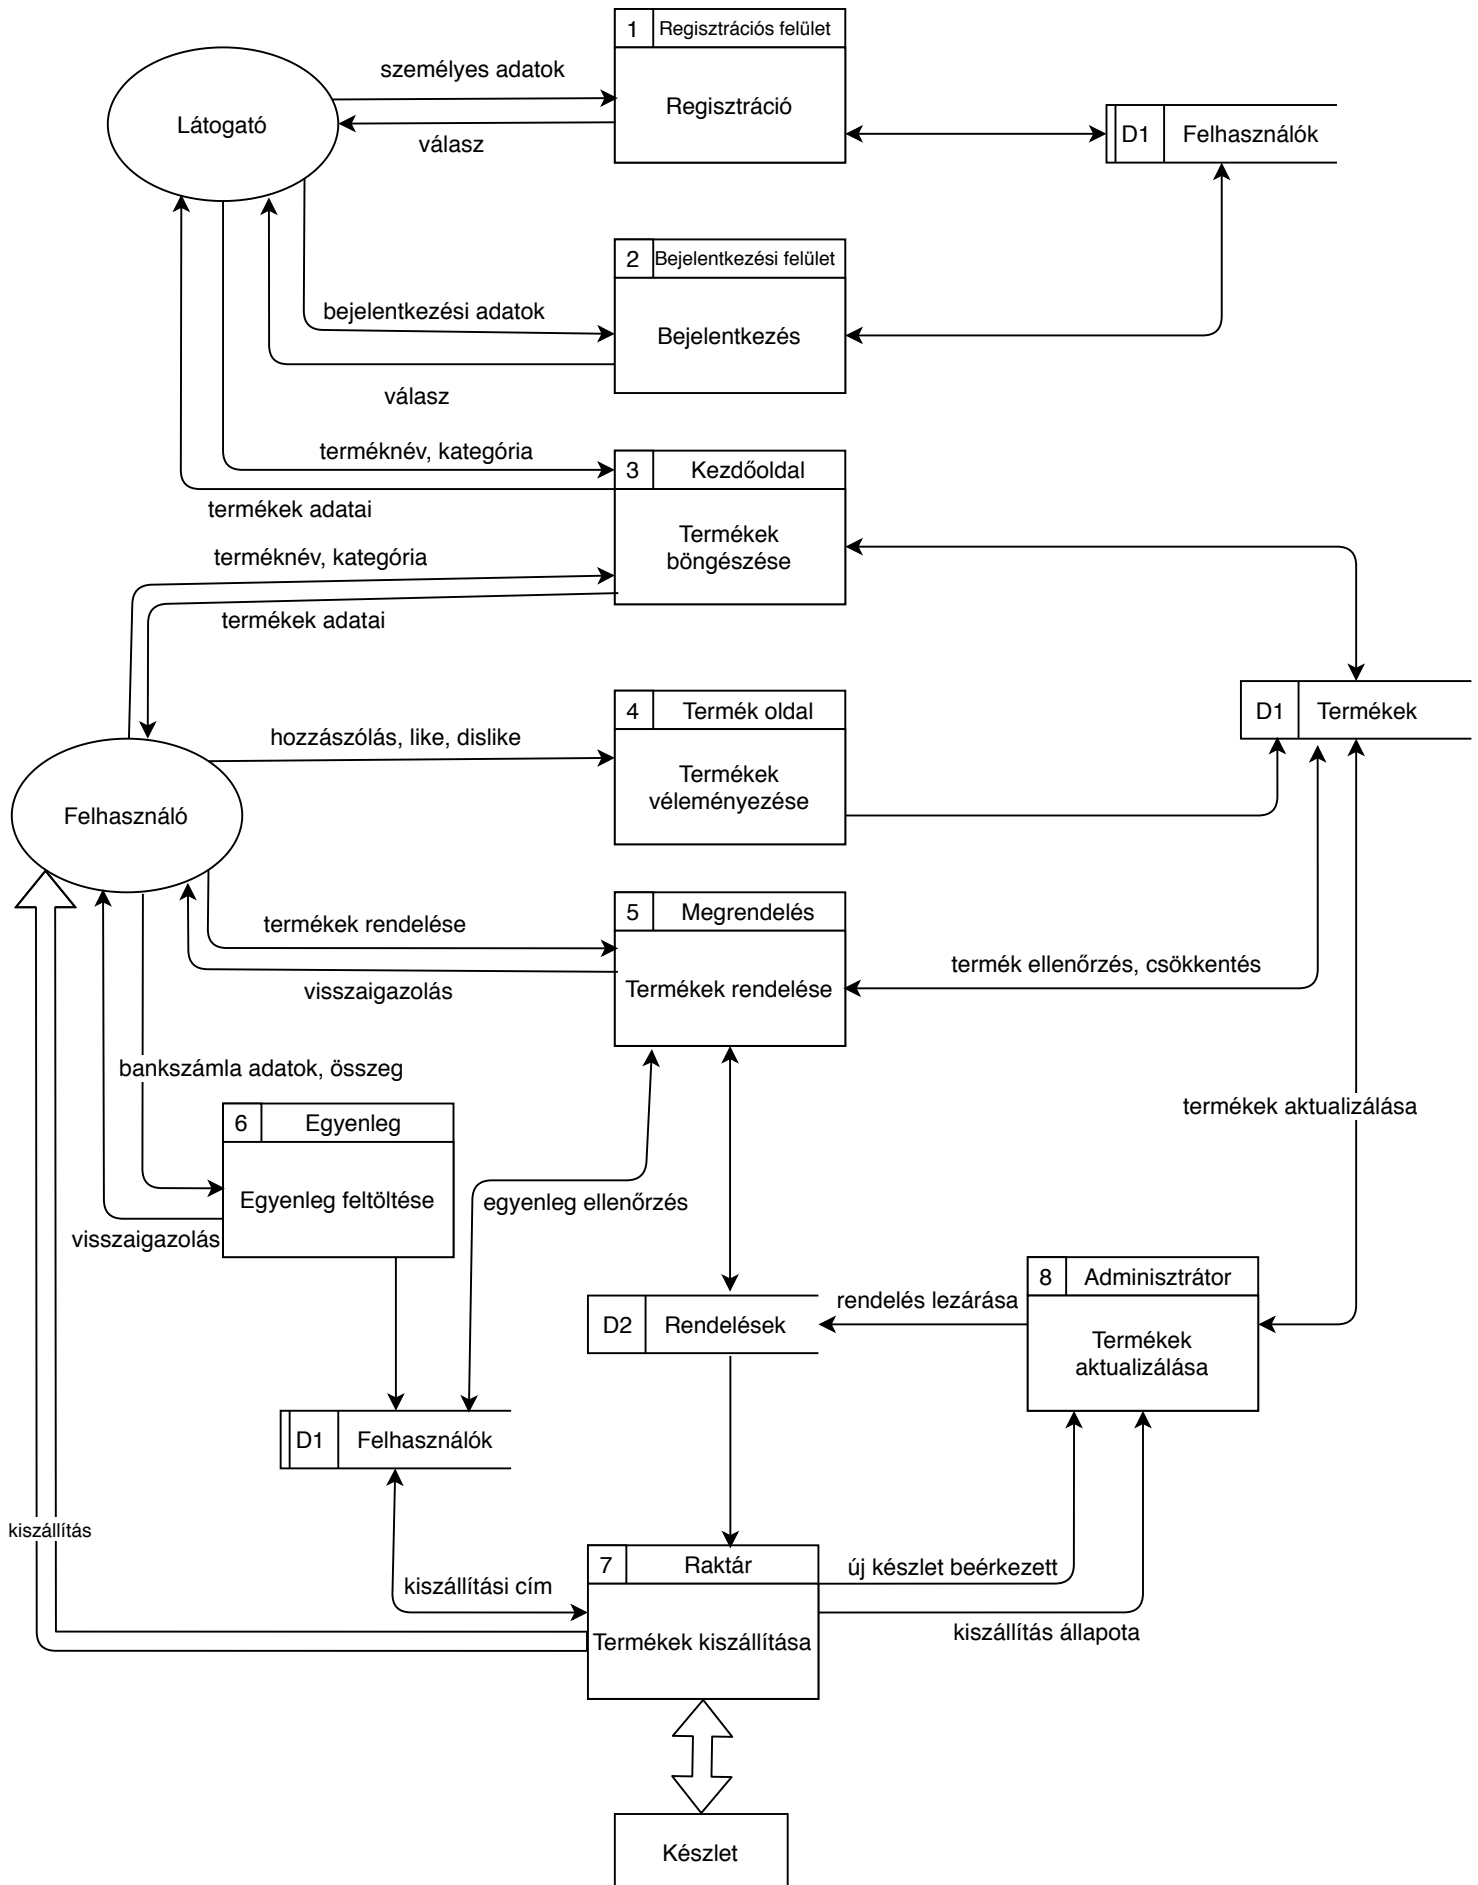 1 Regisztrációs felület
személyes adatok
Regisztráció
Látogató
D1 Felhasználók
válasz
2 Bejelentkezési felület
bejelentkezési adatok
Bejelentkezés
válasz
terméknév, kategória
3 Kezdőoldal
termékek adatai
Termékek
böngészése
terméknév, kategória
termékek adatai
4 Termék oldal
D1 Termékek
hozzászólás, like, dislike
Termékek
véleményezése
Felhasználó
5 Megrendelés
termékek rendelése
termék ellenőrzés, csökkentés
Termékek rendelése
visszaigazolás
bankszámla adatok, összeg
termékek aktualizálása
6 Egyenleg
Egyenleg feltöltése
egyenleg ellenőrzés
visszaigazolás
8 Adminisztrátor
rendelés lezárása
D2 Rendelések
Termékek
aktualizálása
D1 Felhasználók
kiszállítás
7 Raktár
új készlet beérkezett
kiszállítási cím
kiszállítás állapota
Termékek kiszállítása
Készlet